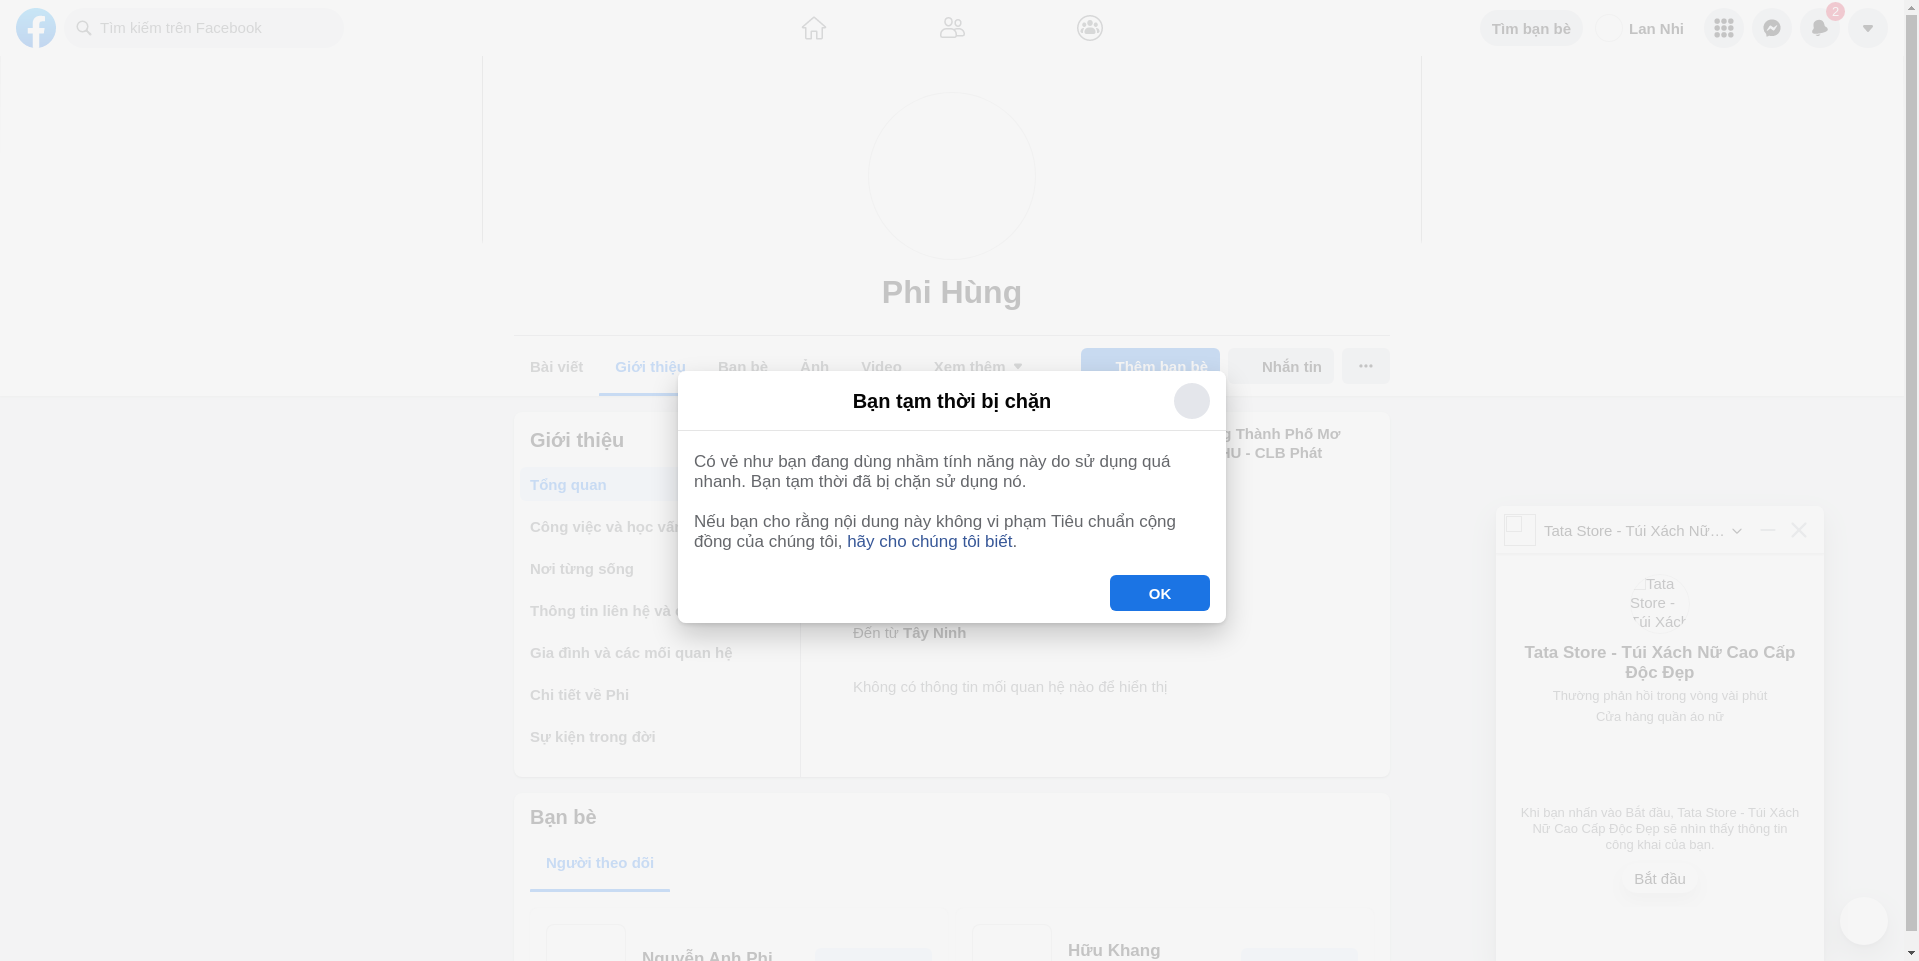 Tìm kiếm trên Facebook
Tìm bạn bè
Lan Nhi
2
Phi Hùng
Bài viết
Giới thiệu
Bạn bè
Ảnh
Video
Xem thêm
Thêm bạn bè
Nhắn tin
Bạn tạm thời bị chặn
Có vẻ như bạn đang dùng nhầm tính năng này do sử dụng quá
nhanh. Bạn tạm thời đã bị chặn sử dụng nó.
Nếu bạn cho rằng nội dung này không vi phạm Tiêu chuẩn cộng
đồng của chúng tôi, hãy cho chúng tôi biết.
OK
Giới thiệu
Tổng quan
Công việc và học vấn
Nơi từng sống
Thông tin liên hệ và
Gia đình và các mối quan hệ
Chi tiết về Phi
Sự kiện trong đời
Thành Phố Mơ
- CLB Phát
Đến từ Tây Ninh
Không có thông tin mối quan hệ nào để hiển thị
Bạn bè
Người theo dõi
Nguyễn Anh Phi
Hữu Khang
Tata Store - Túi Xách Nữ…
Tata
Store -
Túi Xách
Tata Store - Túi Xách Nữ Cao Cấp
Độc Đẹp
Thường phản hồi trong vòng vài phút
Cửa hàng quần áo nữ
Khi bạn nhấn vào Bắt đầu, Tata Store - Túi Xách
Nữ Cao Cấp Độc Đẹp sẽ nhìn thấy thông tin
công khai của bạn.
Bắt đầu